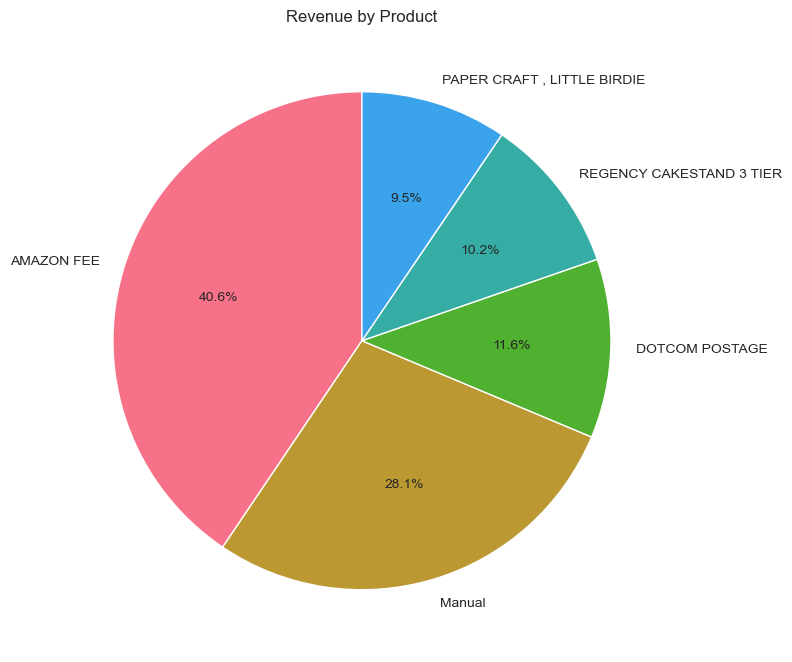 Revenue by Product
PAPER CRAFT , LITTLE BIRDIE
REGENCY CAKESTAND 3 TIER
9.5%
10.2%
AMAZON FEE
40.6%
11.6%
DOTCOM POSTAGE
28.1%
Manual